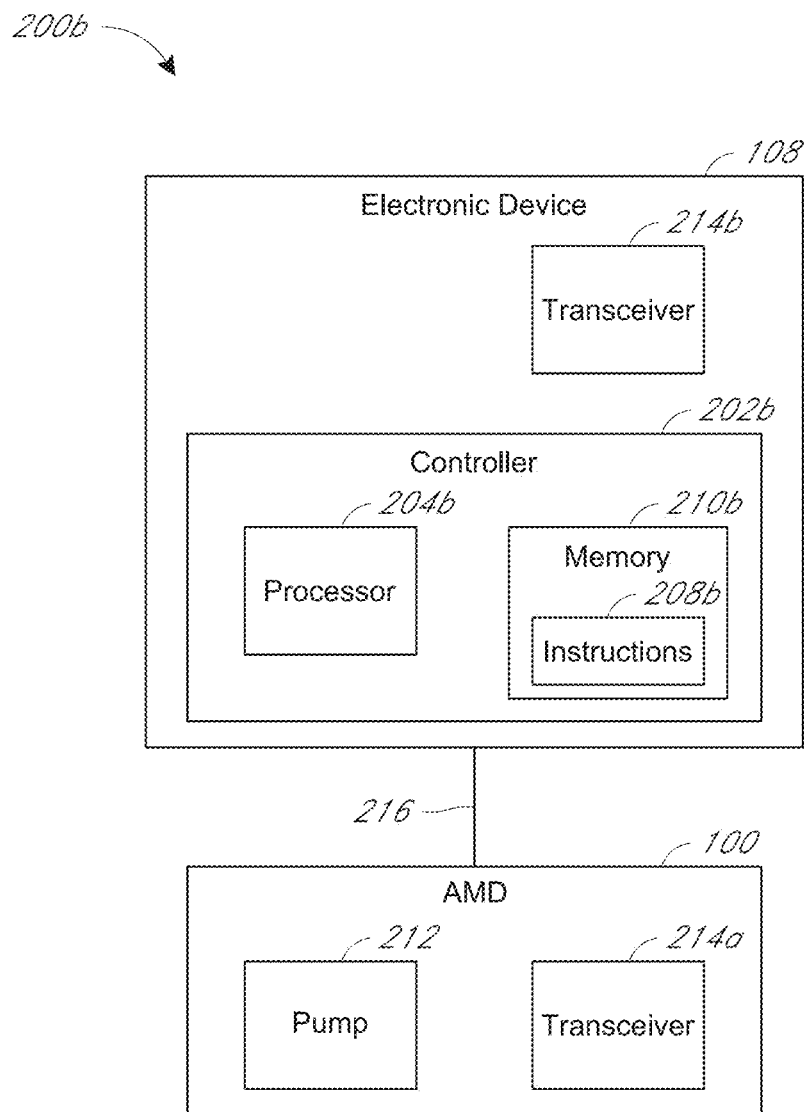 200b
108
Electronic Device
214b
Transceiver
202b
Controller
204b
210b
Processor
Memory
208b
Instructions
216
100
AMD
212
214a
Pump
Transceiver